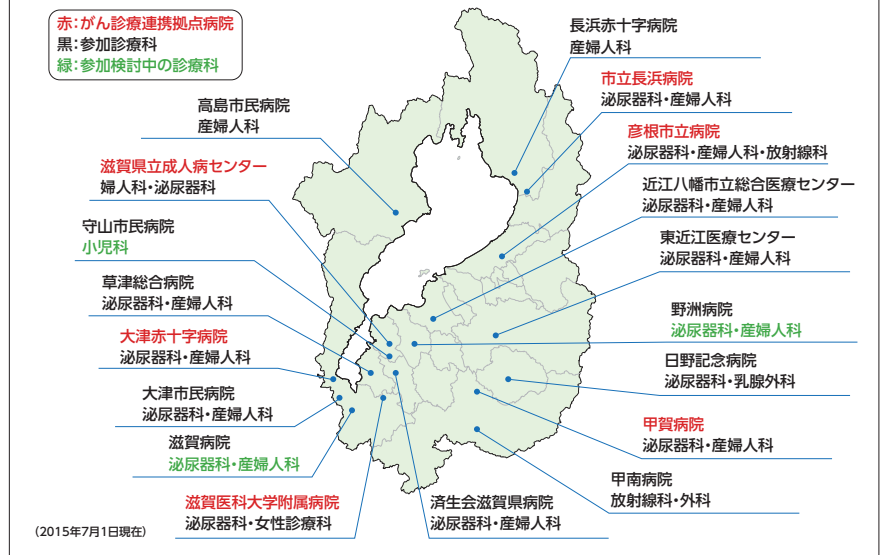 赤:がん診療連携拠点病院
黒:参加診療科
緑:参加検討中の診療科
高島市民病院
産婦人科
滋賀県立成人病センター
婦人科・泌尿器科
守山市民病院
小児科
草津総合病院
泌尿器科・産婦人科
大津赤十字病院
泌尿器科・産婦人科
大津市民病院
泌尿器科・産婦人科
滋賀病院
泌尿器科・産婦人科
滋賀医科大学附属病院
泌尿器科・女性診療科
長浜赤十字病院
産婦人科
市立長浜病院
泌尿器科・産婦人科
彦根市立病院
泌尿器科・産婦人科・放射線科
近江八幡市立総合医療センター
泌尿器科・産婦人科
東近江医療センター
泌尿器科・産婦人科
野洲病院
泌尿器科・産婦人科
日野記念病院
泌尿器科・乳腺外科
甲賀病院
泌尿器科・産婦人科
甲南病院
放射線科・外科
済生会滋賀県病院
泌尿器科・産婦人科
(2015年7月1日現在)